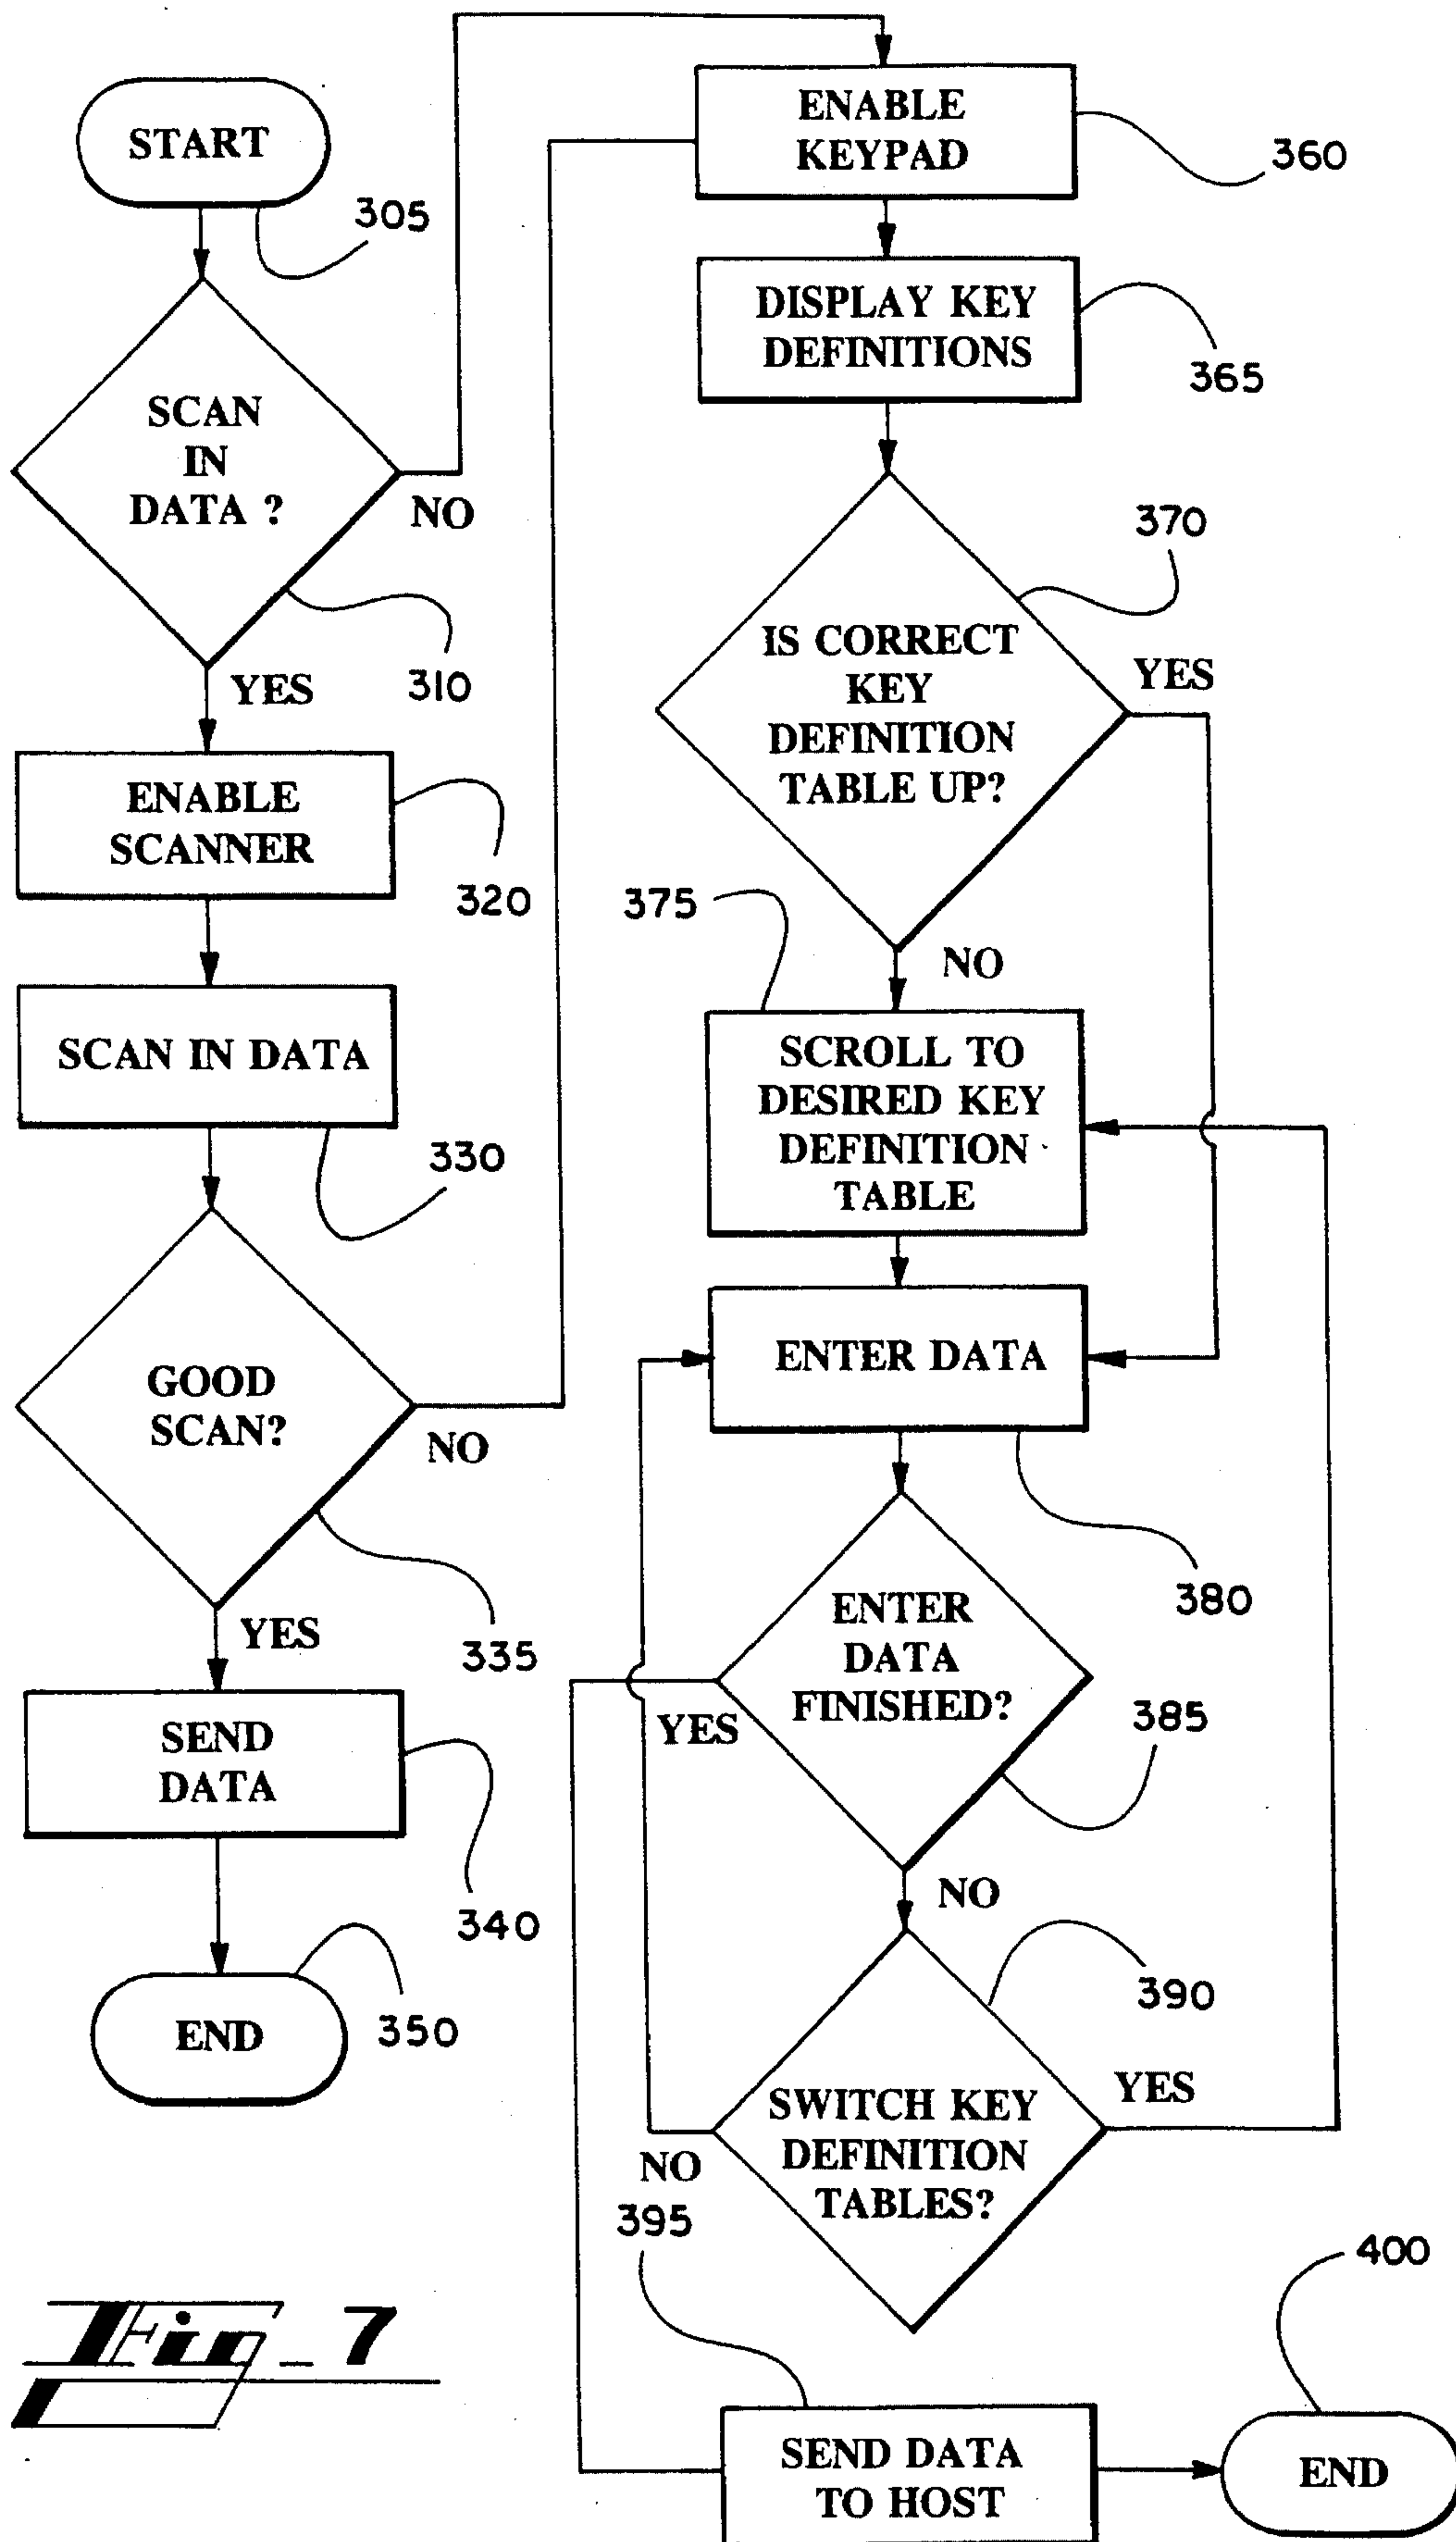 START
305
SCAN
IN
DATA ?
NO
310
YES
ENABLE
SCANNER
320
SCAN IN DATA
330
GOOD
SCAN?
NO
335
YES
SEND
DATA
340
END
350
ENABLE
KEYPAD
360
DISPLAY KEY
DEFINITIONS
365
370
IS CORRECT
KEY
DEFINITION
TABLE UP?
YES
375
NO
SCROLL TO
DESIRED KEY
DEFINITION
TABLE
ENTER DATA
380
ENTER
DATA
FINISHED?
YES
385
NO
390
SWITCH KEY
DEFINITION
TABLES?
YES
NO
395
SEND DATA
TO HOST
400
END
Fig_7